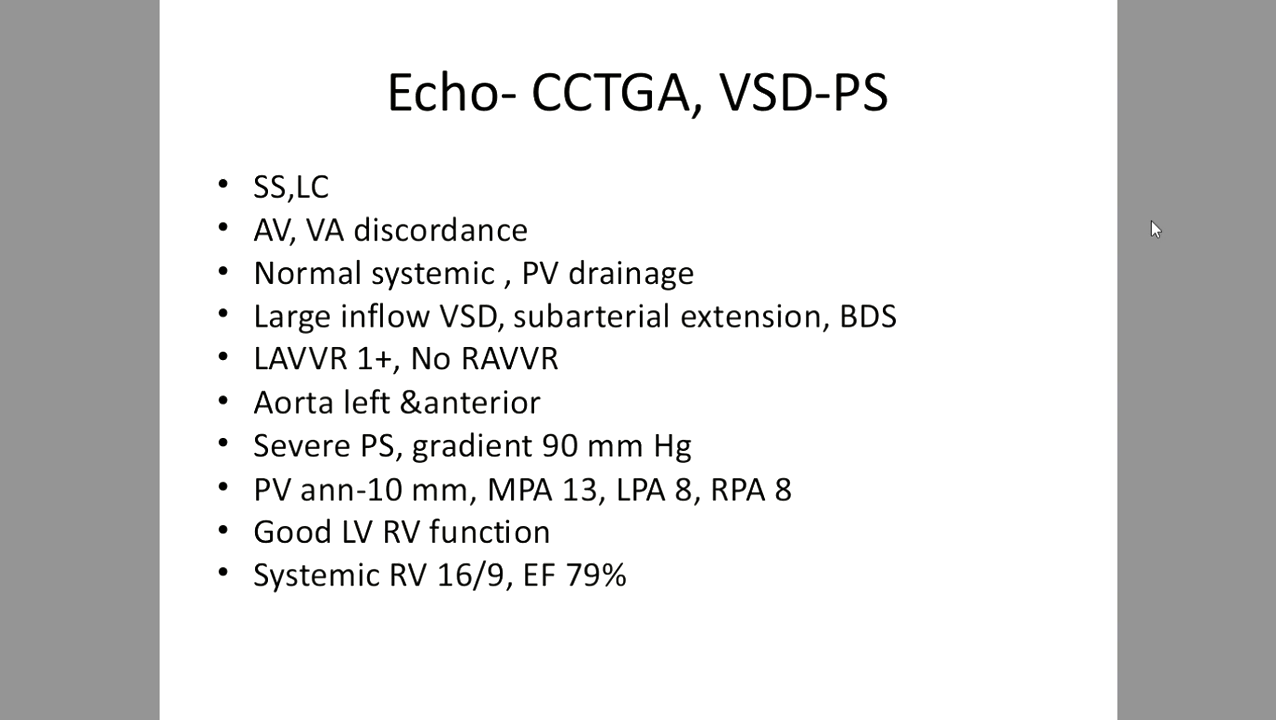 Echo- CCTGA, VSD-PS
• SS,LC
• AV, VA discordance
• Normal systemic , PV drainage
• Large inflow VSD, subarterial extension, BDS
• LAVVR 1+, No RAVVR
• Aorta left &anterior
• Severe PS, gradient 90 mm Hg
• PV ann-10 mm, MPA 13, LPA 8, RPA 8
• Good LV RV function
• Systemic RV 16/9, EF 79%